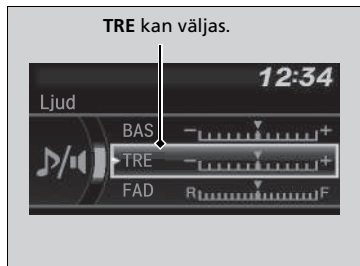 TRE kan väljas.
12:34
Ljud
BAS − +
TRE − +
FAD R F